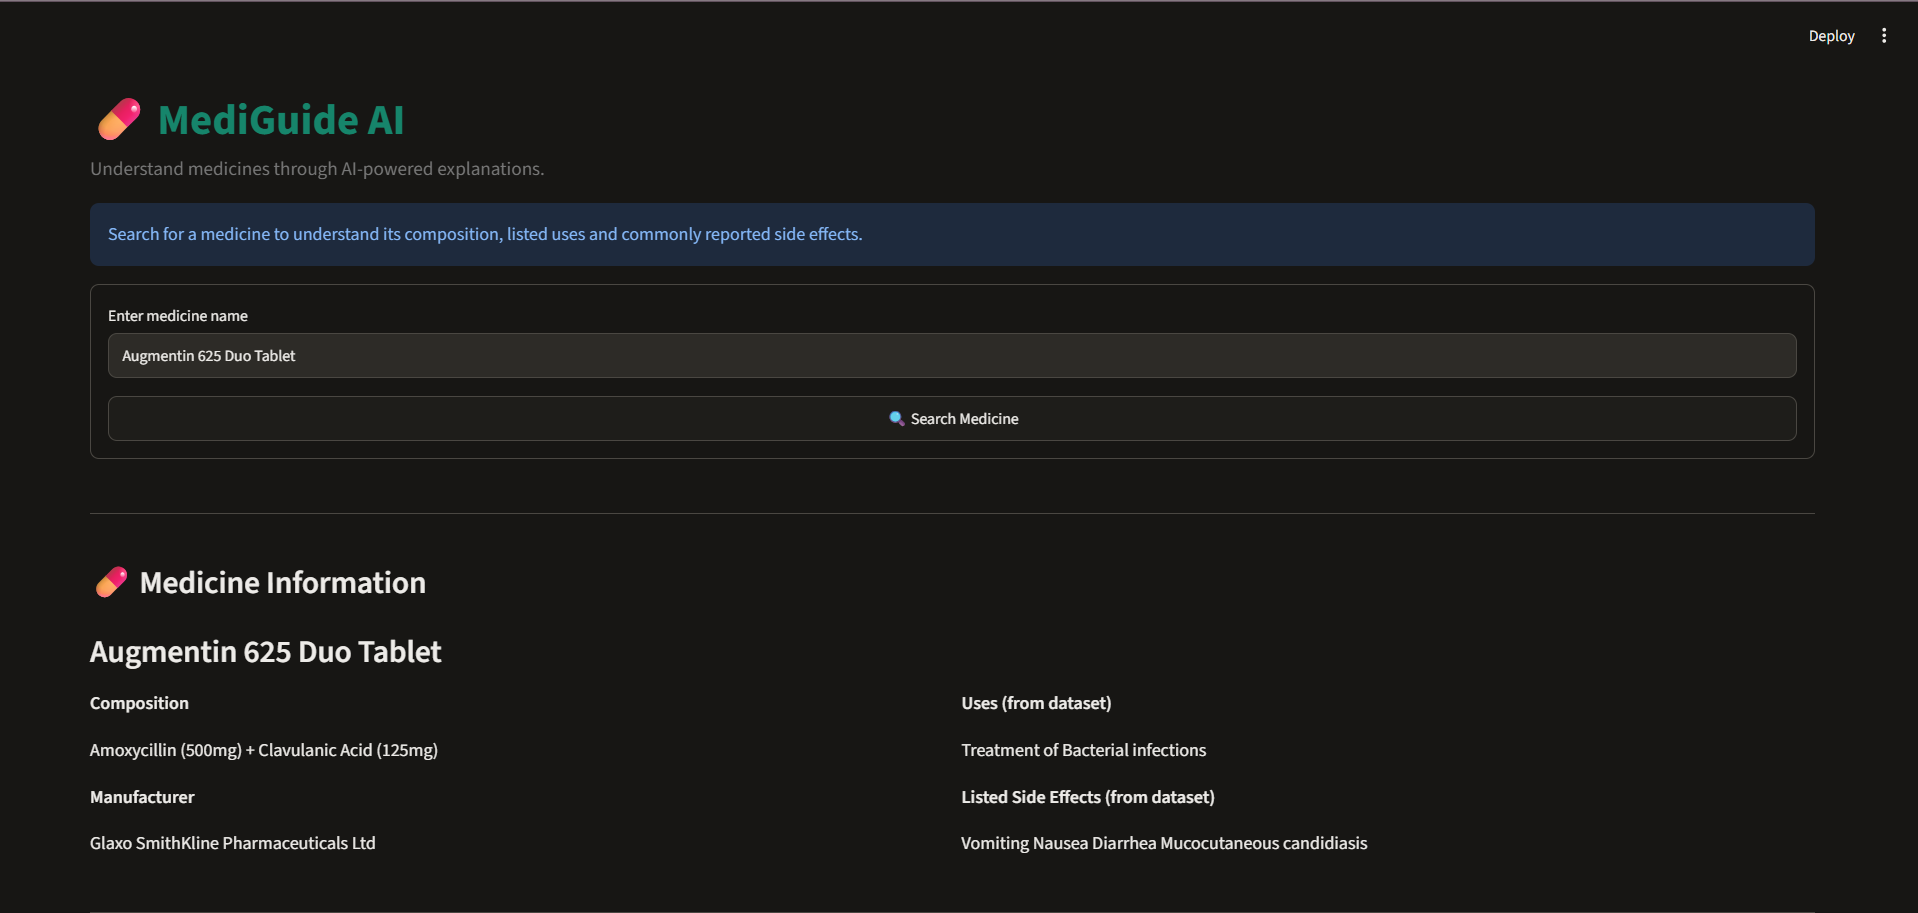 Deploy
MediGuide AI
Understand medicines through AI-powered explanations.
Search for a medicine to understand its composition, listed uses and commonly reported side effects.
Enter medicine name
Augmentin 625 Duo Tablet
Search Medicine
Medicine Information
Augmentin 625 Duo Tablet
Composition
Amoxycillin (500mg) + Clavulanic Acid (125mg)
Manufacturer
Glaxo SmithKline Pharmaceuticals Ltd
Uses (from dataset)
Treatment of Bacterial infections
Listed Side Effects (from dataset)
Vomiting Nausea Diarrhea Mucocutaneous candidiasis